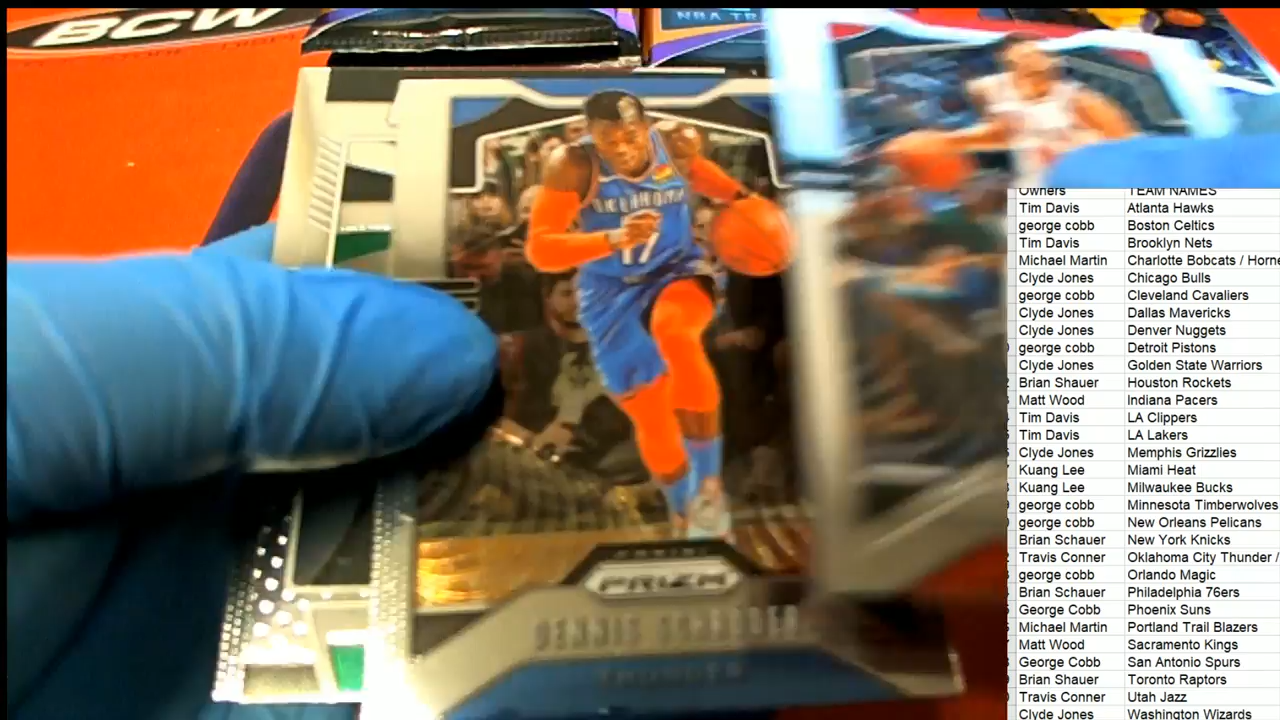 BCW
NBA TR
OKLAHOMA
17
PANINI
PRIZM
DENNIS SCHRODER
THUNDER
Owners TEAM NAMES
Tim Davis Atlanta Hawks
george cobb Boston Celtics
Tim Davis Brooklyn Nets
Michael Martin Charlotte Bobcats / Horne
Clyde Jones Chicago Bulls
george cobb Cleveland Cavaliers
Clyde Jones Dallas Mavericks
Clyde Jones Denver Nuggets
george cobb Detroit Pistons
Clyde Jones Golden State Warriors
Brian Shauer Houston Rockets
Matt Wood Indiana Pacers
Tim Davis LA Clippers
Tim Davis LA Lakers
Clyde Jones Memphis Grizzlies
Kuang Lee Miami Heat
Kuang Lee Milwaukee Bucks
george cobb Minnesota Timberwolves
george cobb New Orleans Pelicans
Brian Schauer New York Knicks
Travis Conner Oklahoma City Thunder /
george cobb Orlando Magic
Brian Schauer Philadelphia 76ers
George Cobb Phoenix Suns
Michael Martin Portland Trail Blazers
Matt Wood Sacramento Kings
George Cobb San Antonio Spurs
Brian Shauer Toronto Raptors
Travis Conner Utah Jazz
Clyde Jones Washington Wizards